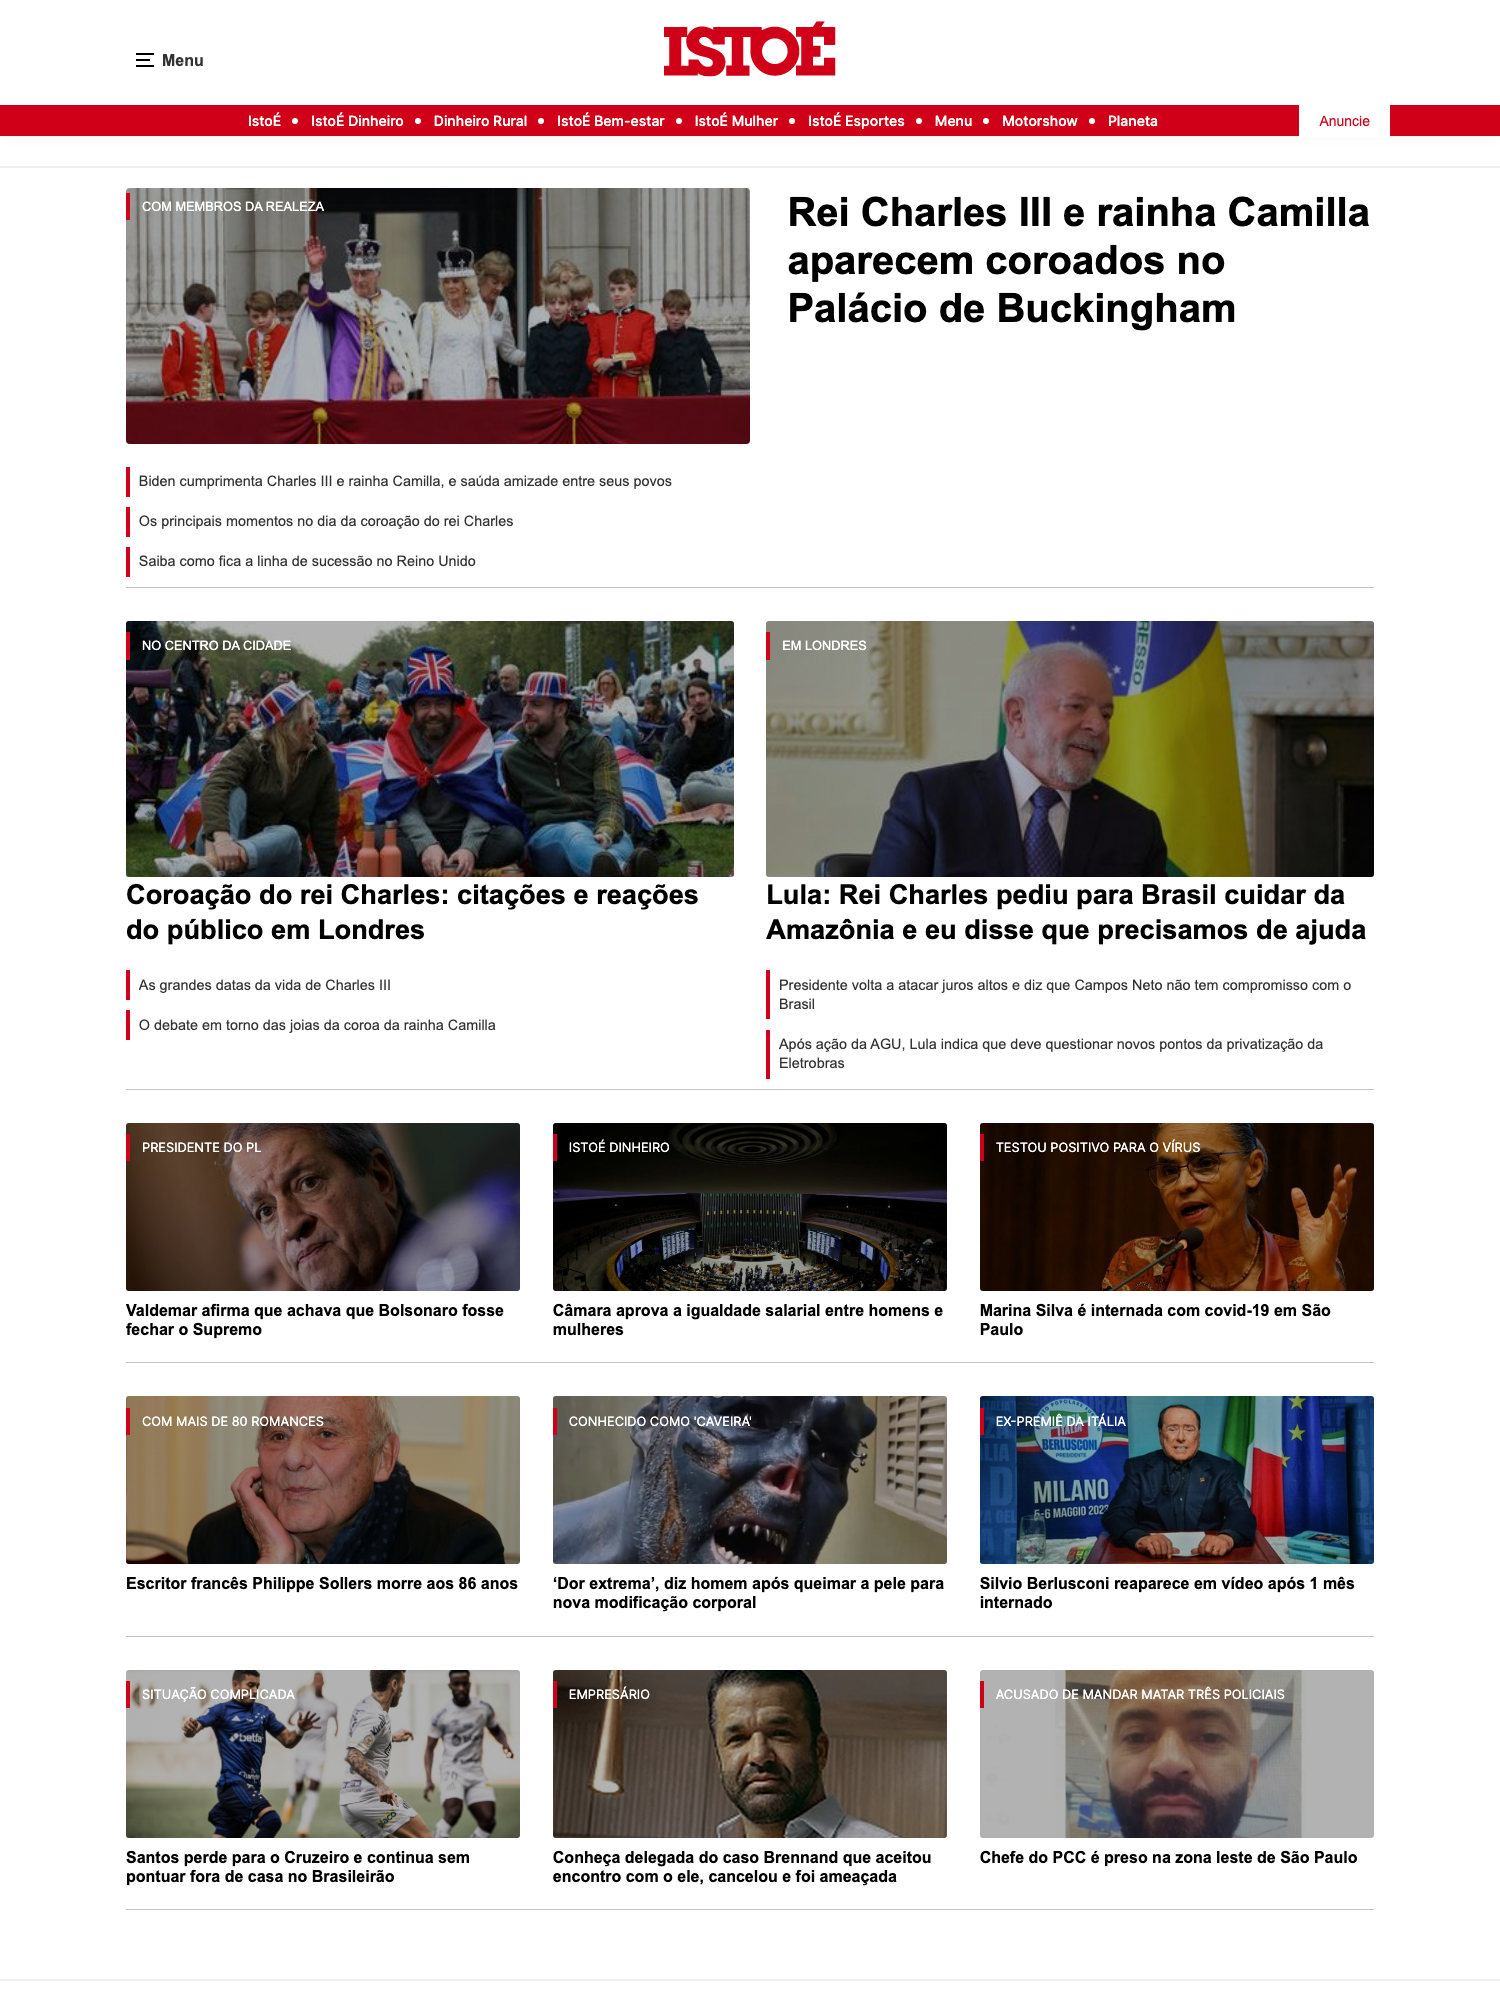 Menu
ISTOÉ
IstoÉ • IstoÉ Dinheiro • Dinheiro Rural • IstoÉ Bem-estar • IstoÉ Mulher • IstoÉ Esportes • Menu • Motorshow • Planeta
Anuncie
COM MEMBROS DA REALEZA
Rei Charles III e rainha Camilla
aparecem coroados no
Palácio de Buckingham
Biden cumprimenta Charles III e rainha Camilla, e saúda amizade entre seus povos
Os principais momentos no dia da coroação do rei Charles
Saiba como fica a linha de sucessão no Reino Unido
NO CENTRO DA CIDADE
Coroação do rei Charles: citações e reações
do público em Londres
As grandes datas da vida de Charles III
O debate em torno das joias da coroa da rainha Camilla
EM LONDRES
RESSO
Lula: Rei Charles pediu para Brasil cuidar da
Amazônia e eu disse que precisamos de ajuda
Presidente volta a atacar juros altos e diz que Campos Neto não tem compromisso com o
Brasil
Após ação da AGU, Lula indica que deve questionar novos pontos da privatização da
Eletrobras
PRESIDENTE DO PL
Valdemar afirma que achava que Bolsonaro fosse
fechar o Supremo
ISTOÉ DINHEIRO
Câmara aprova a igualdade salarial entre homens e
mulheres
TESTOU POSITIVO PARA O VÍRUS
Marina Silva é internada com covid-19 em São
Paulo
COM MAIS DE 80 ROMANCES
Escritor francês Philippe Sollers morre aos 86 anos
CONHECIDO COMO 'CAVEIRA'
‘Dor extrema’, diz homem após queimar a pele para
nova modificação corporal
EX-PREMIÊ DA ITÁLIA
ITALIA
BERLUSCONI
PRESIDENTE
MILANO
5-6 MAGGIO 2023
Silvio Berlusconi reaparece em vídeo após 1 mês
internado
SITUAÇÃO COMPLICADA
betfa
Santos perde para o Cruzeiro e continua sem
pontuar fora de casa no Brasileirão
EMPRESÁRIO
Conheça delegada do caso Brennand que aceitou
encontro com o ele, cancelou e foi ameaçada
ACUSADO DE MANDAR MATAR TRÊS POLICIAIS
Chefe do PCC é preso na zona leste de São Paulo